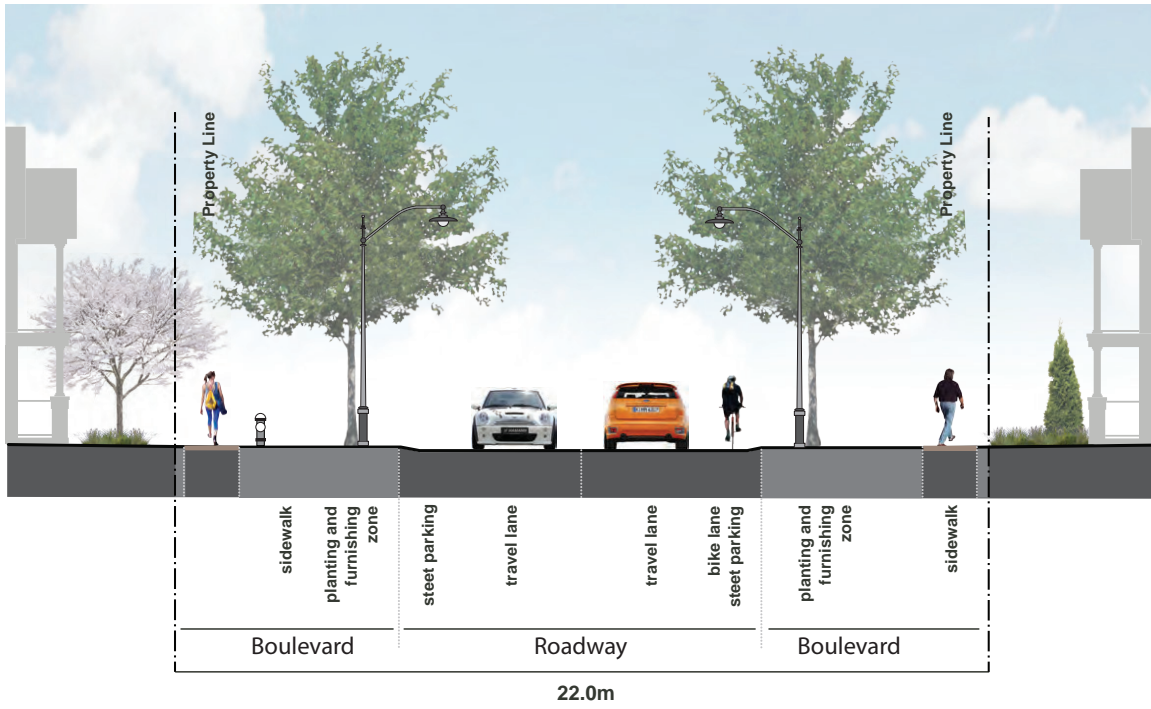 Property Line
Property Line
sidewalk
planting and
furnishing
zone
steet parking
travel lane
travel lane
bike lane
steet parking
planting and
furnishing
zone
sidewalk
Boulevard
Roadway
Boulevard
22.0m